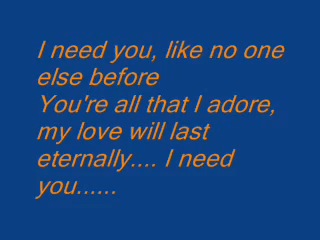 I need you, like no one
else before
You're all that I adore,
my love will last
eternally.... I need
you......